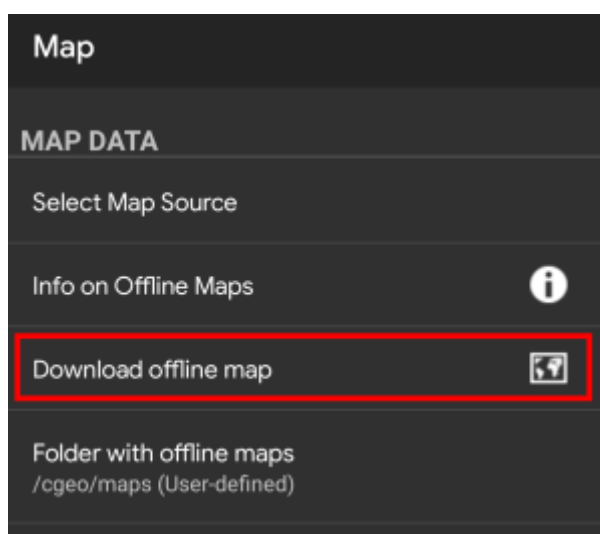 Map
MAP DATA
Select Map Source
Info on Offline Maps
Download offline map
Folder with offline maps
/cgeo/maps (User-defined)